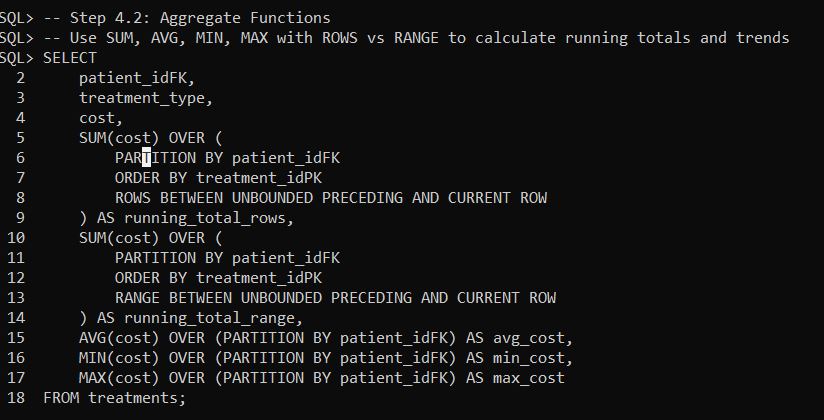 SQL> -- Step 4.2: Aggregate Functions
SQL> -- Use SUM, AVG, MIN, MAX with ROWS vs RANGE to calculate running totals and trends
SQL> SELECT
  2      patient_idFK,
  3      treatment_type,
  4      cost,
  5      SUM(cost) OVER (
  6          PARTITION BY patient_idFK
  7          ORDER BY treatment_idPK
  8          ROWS BETWEEN UNBOUNDED PRECEDING AND CURRENT ROW
  9      ) AS running_total_rows,
 10      SUM(cost) OVER (
 11          PARTITION BY patient_idFK
 12          ORDER BY treatment_idPK
 13          RANGE BETWEEN UNBOUNDED PRECEDING AND CURRENT ROW
 14      ) AS running_total_range,
 15      AVG(cost) OVER (PARTITION BY patient_idFK) AS avg_cost,
 16      MIN(cost) OVER (PARTITION BY patient_idFK) AS min_cost,
 17      MAX(cost) OVER (PARTITION BY patient_idFK) AS max_cost
 18  FROM treatments;